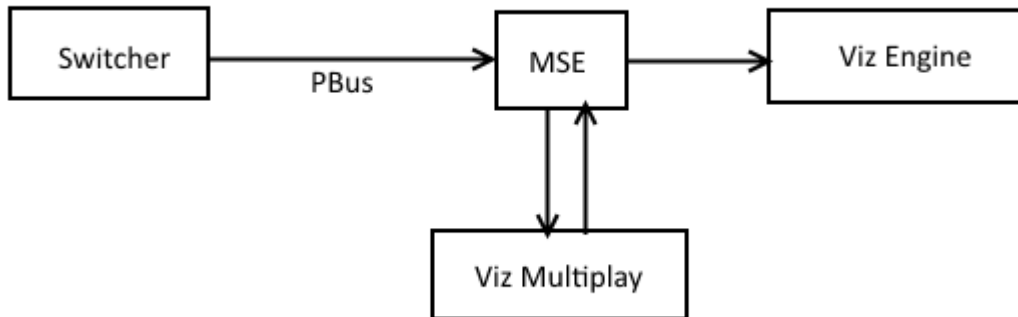 Switcher
PBus
MSE
Viz Engine
Viz Multiplay